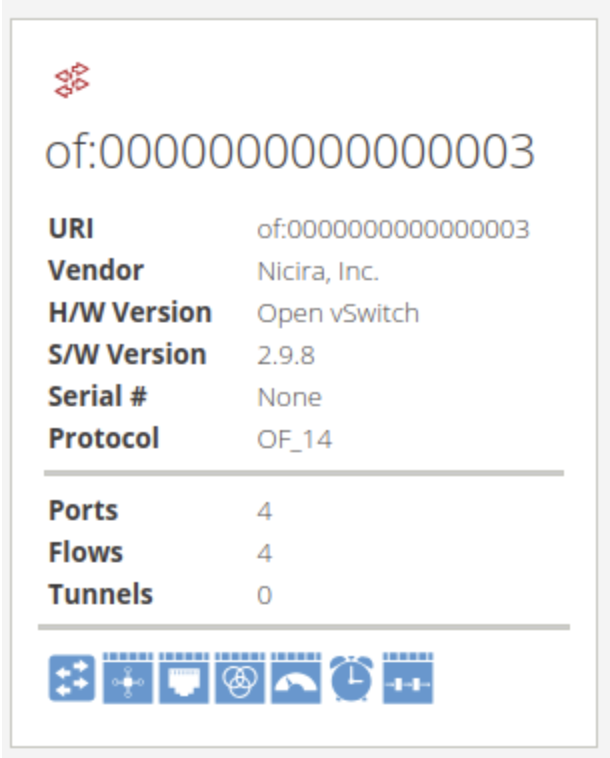 of:0000000000000003
URI of:0000000000000003
Vendor Nicira, Inc.
H/W Version Open vSwitch
S/W Version 2.9.8
Serial # None
Protocol OF_14
Ports 4
Flows 4
Tunnels 0